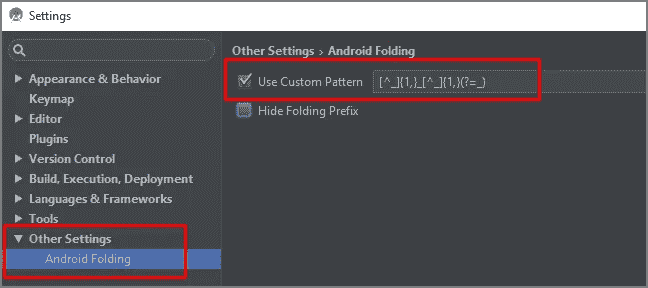 Settings
Other Settings › Android Folding
Use Custom Pattern [^_]{1,}_[^_]{1,}(?=_)
Hide Folding Prefix
Appearance & Behavior
Keymap
Editor
Plugins
Version Control
Build, Execution, Deployment
Languages & Frameworks
Tools
Other Settings
Android Folding